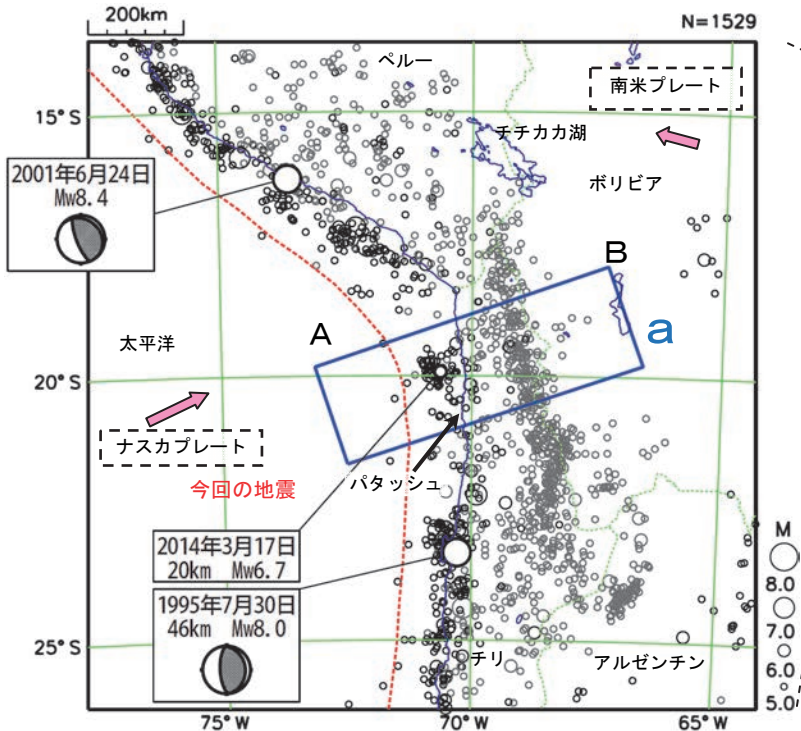 200km
N=1529
ペルー
南米プレート
15°S
チチカカ湖
2001年6月24日
Mw8.4
ボリビア
B
A
a
太平洋
20°S
ナスカプレート
パタッシュ
今回の地震
2014年3月17日
20km Mw6.7
1995年7月30日
46km Mw8.0
M
8.0
7.0
6.0
5.0
25°S
チリ
アルゼンチン
75°W
70°W
65°W